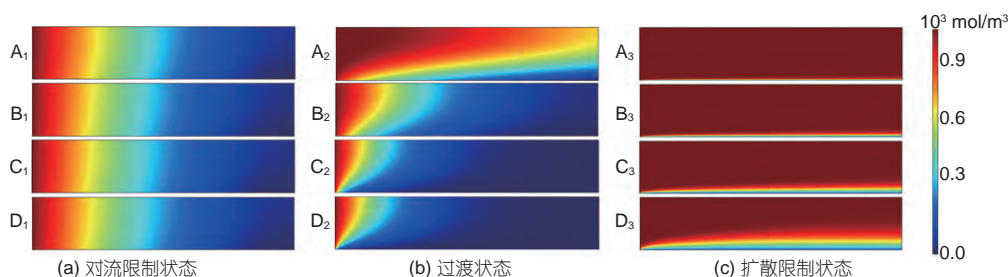 10³ mol/m³
A₁
A₂
A₃
0.9
B₁
B₂
B₃
0.6
C₁
C₂
C₃
0.3
D₁
D₂
D₃
0.0
(a) 对流限制状态
(b) 过渡状态
(c) 扩散限制状态